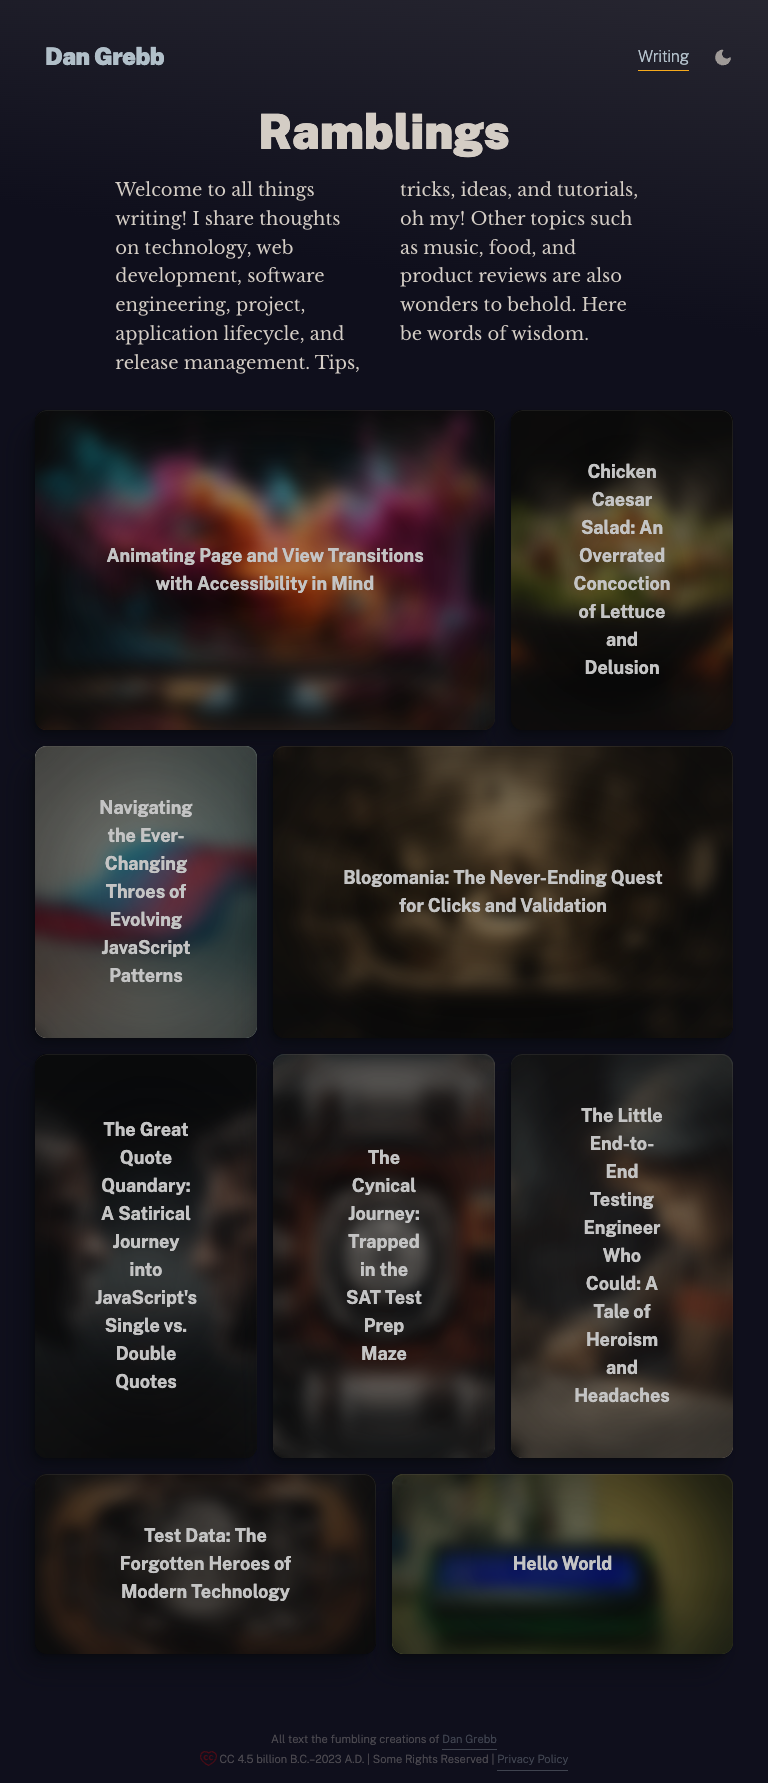 Dan Grebb
Writing
Ramblings
Welcome to all things
writing! I share thoughts
on technology, web
development, software
engineering, project,
application lifecycle, and
release management. Tips,
tricks, ideas, and tutorials,
oh my! Other topics such
as music, food, and
product reviews are also
wonders to behold. Here
be words of wisdom.
Animating Page and View Transitions
with Accessibility in Mind
Chicken
Caesar
Salad: An
Overrated
Concoction
of Lettuce
and
Delusion
Navigating
the Ever-
Changing
Throes of
Evolving
JavaScript
Patterns
Blogomania: The Never-Ending Quest
for Clicks and Validation
The Great
Quote
Quandary:
A Satirical
Journey
into
JavaScript's
Single vs.
Double
Quotes
The
Cynical
Journey:
Trapped
in the
SAT Test
Prep
Maze
The Little
End-to-
End
Testing
Engineer
Who
Could: A
Tale of
Heroism
and
Headaches
Test Data: The
Forgotten Heroes of
Modern Technology
Hello World
All text the fumbling creations of Dan Grebb
CC 4.5 billion B.C.–2023 A.D. | Some Rights Reserved | Privacy Policy